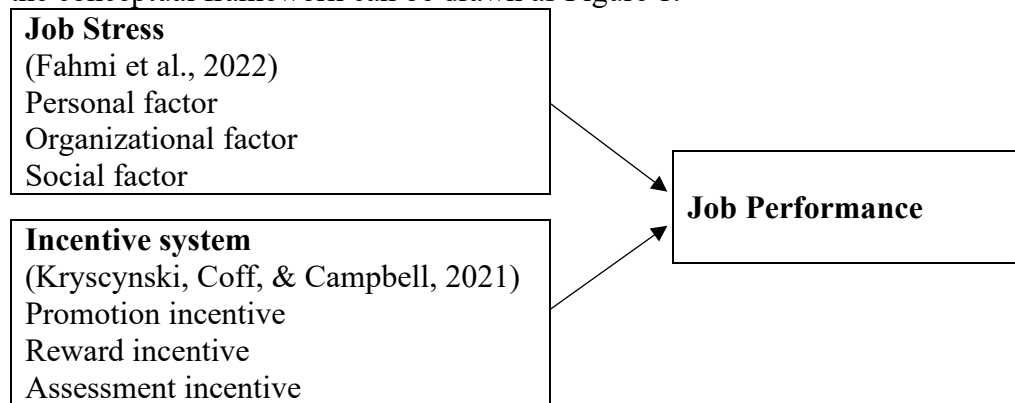 the conceptual framework can be drawn as Figure 1.
Job Stress
(Fahmi et al., 2022)
Personal factor
Organizational factor
Social factor
Job Performance
Incentive system
(Kryscynski, Coff, & Campbell, 2021)
Promotion incentive
Reward incentive
Assessment incentive